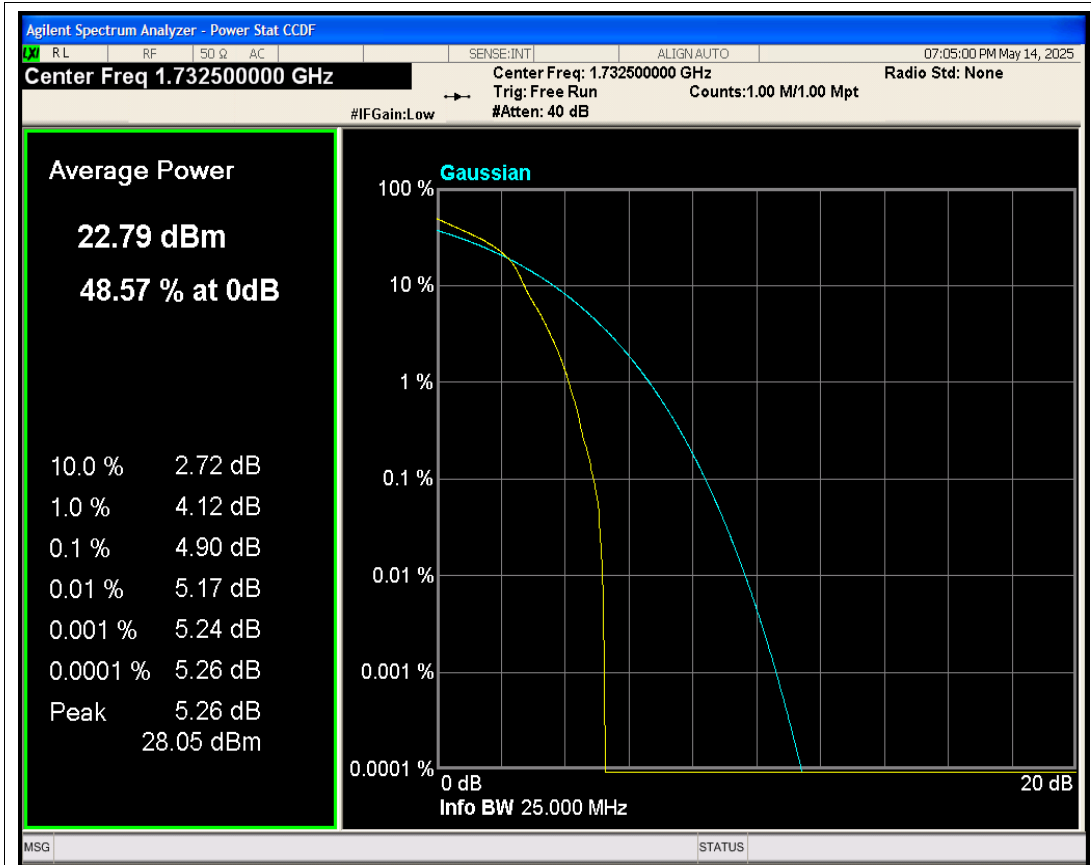 Agilent Spectrum Analyzer - Power Stat CCDF
LXI RL RF 50 Ω AC SENSE:INT ALIGN AUTO 07:05:00 PM May 14, 2025
Center Freq 1.732500000 GHz
Center Freq: 1.732500000 GHz Radio Std: None
Trig: Free Run Counts:1.00 M/1.00 Mpt
#IFGain:Low #Atten: 40 dB
Average Power
22.79 dBm
48.57 % at 0dB
10.0 % 2.72 dB
1.0 % 4.12 dB
0.1 % 4.90 dB
0.01 % 5.17 dB
0.001 % 5.24 dB
0.0001 % 5.26 dB
Peak 5.26 dB
28.05 dBm
Gaussian
100 %
10 %
1 %
0.1 %
0.01 %
0.001 %
0.0001 %
0 dB 20 dB
Info BW 25.000 MHz
MSG STATUS